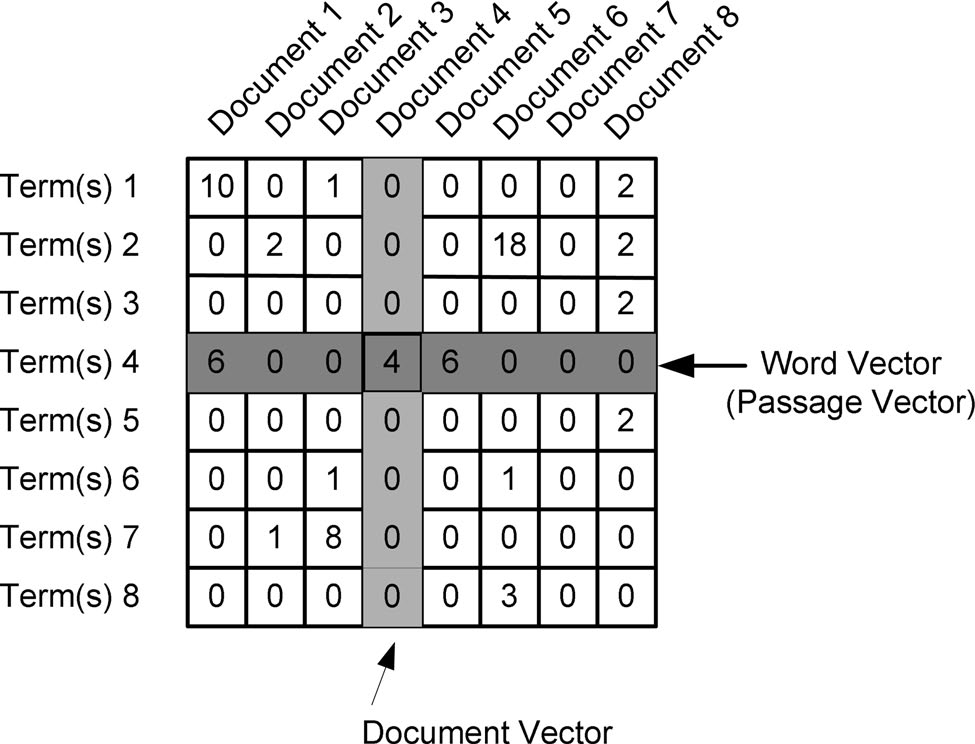 Document 1 Document 2 Document 3 Document 4 Document 5 Document 6 Document 7 Document 8
Term(s) 1 10 0 1 0 0 0 0 2
Term(s) 2 0 2 0 0 0 18 0 2
Term(s) 3 0 0 0 0 0 0 0 2
Term(s) 4 6 0 0 4 6 0 0 0
Word Vector
(Passage Vector)
Term(s) 5 0 0 0 0 0 0 0 2
Term(s) 6 0 0 1 0 0 1 0 0
Term(s) 7 0 1 8 0 0 0 0 0
Term(s) 8 0 0 0 0 0 3 0 0
Document Vector